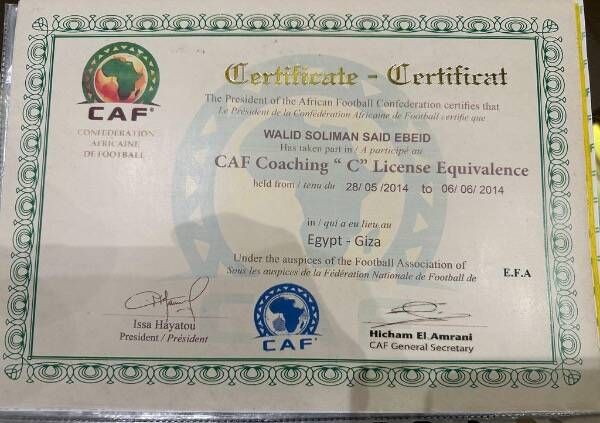 Certificate - Certificat
CAF
CONFEDERATION
AFRICAINE
DE FOOTBALL
The President of the African Football Confederation certifies that
Le Président de la Confédération Africaine de Football certifie que
WALID SOLIMAN SAID EBEID
Has taken part in / A participé au
CAF Coaching “ C” License Equivalence
held from / tenu du 28/ 05 /2014 to 06/ 06/ 2014
in / qui a eu lieu au
Egypt - Giza
Under the auspices of the Football Association of E.F.A
Sous les auspices de la Fédération Nationale de Football de
Issa Hayatou
President / Président
CAF
Hicham El Amrani
CAF General Secretary